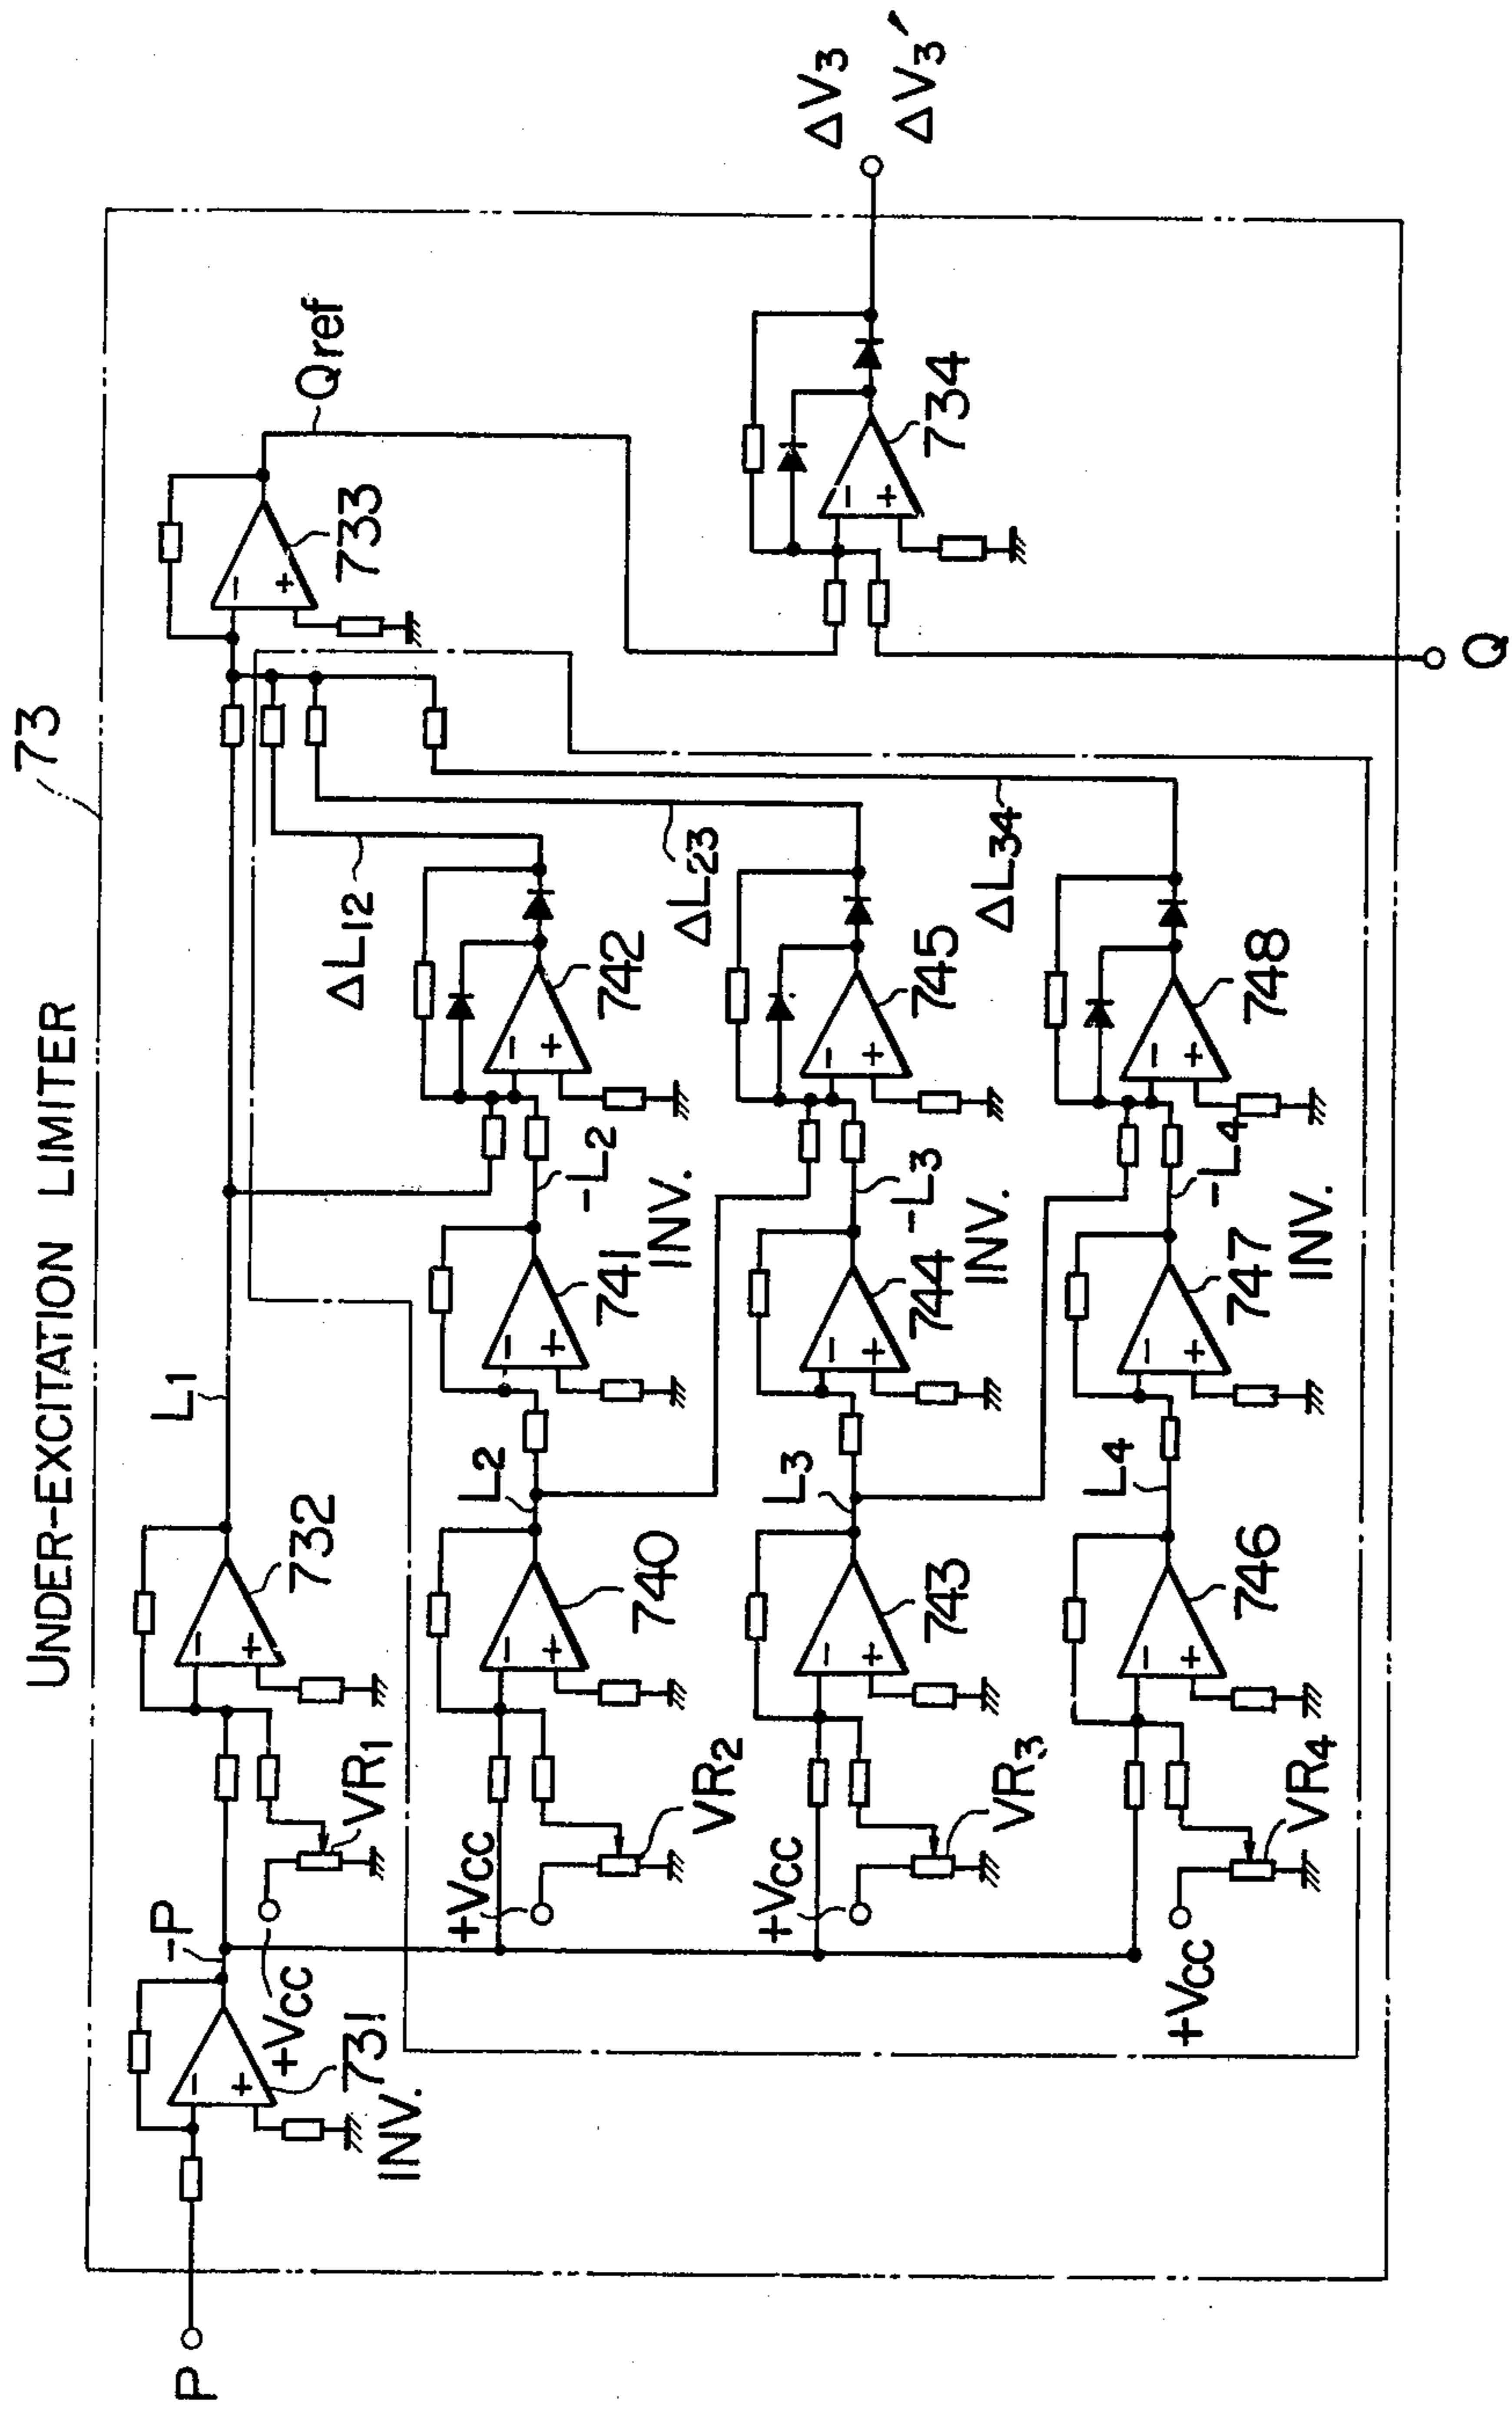 UNDER-EXCITATION LIMITER
73
P
INV.
731
-P
+Vcc
VR1
732
L1
733
Qref
+Vcc
VR2
740
L2
741
INV.
-L2
742
ΔL12
+Vcc
VR3
743
L3
744
INV.
-L3
745
ΔL23
+Vcc
VR4
746
L4
747
INV.
-L4
748
ΔL34
734
Q
ΔV3
ΔV3'
- +
- +
- +
- +
- +
- +
- +
- +
- +
- +
- +
- +
- +